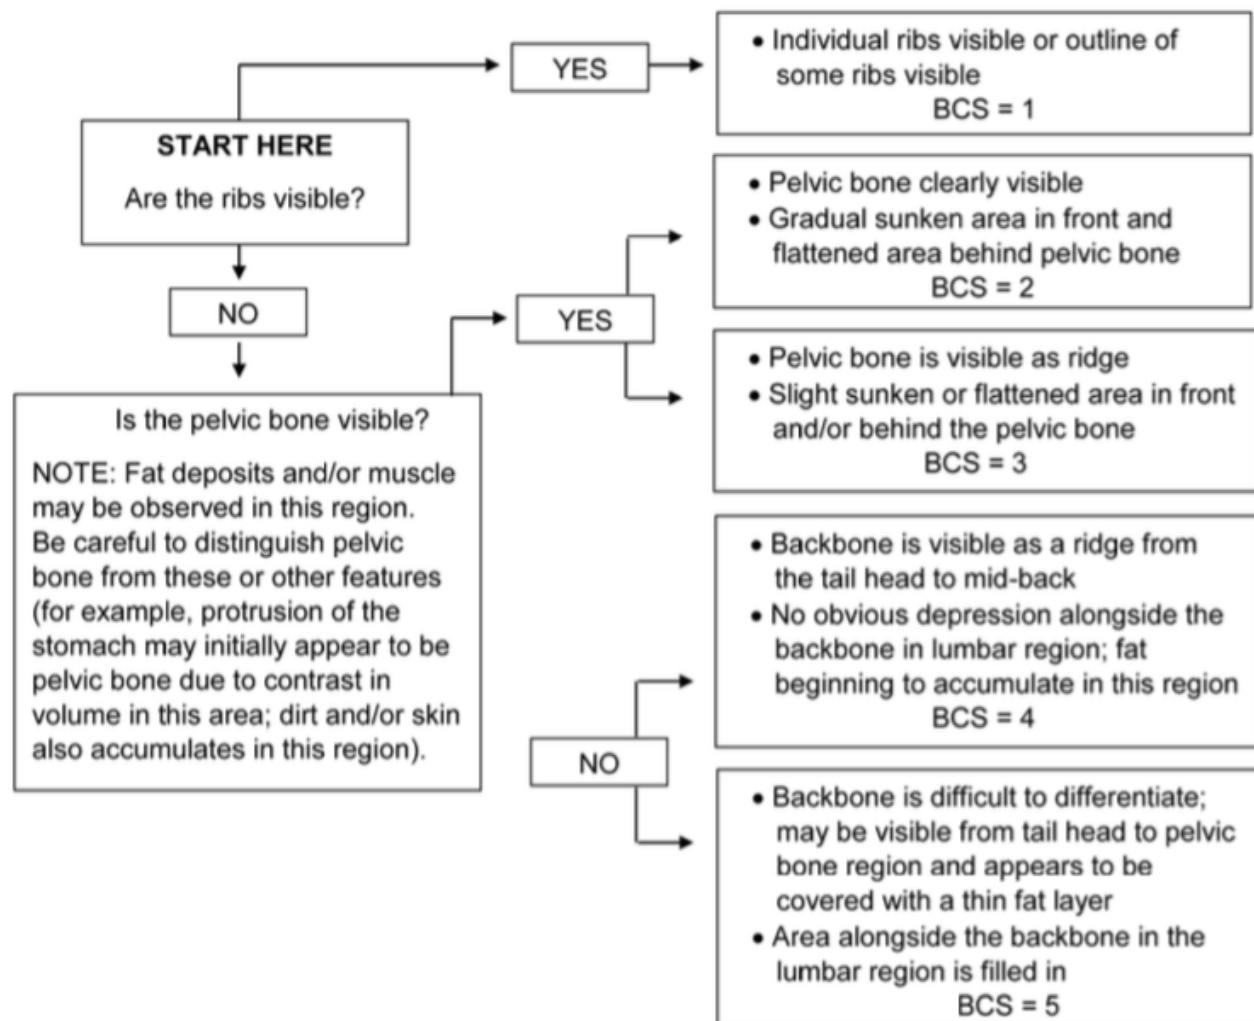 START HERE
Are the ribs visible?
YES
• Individual ribs visible or outline of
some ribs visible
BCS = 1
NO
Is the pelvic bone visible?
NOTE: Fat deposits and/or muscle
may be observed in this region.
Be careful to distinguish pelvic
bone from these or other features
(for example, protrusion of the
stomach may initially appear to be
pelvic bone due to contrast in
volume in this area; dirt and/or skin
also accumulates in this region).
YES
• Pelvic bone clearly visible
• Gradual sunken area in front and
flattened area behind pelvic bone
BCS = 2
• Pelvic bone is visible as ridge
• Slight sunken or flattened area in front
and/or behind the pelvic bone
BCS = 3
NO
• Backbone is visible as a ridge from
the tail head to mid-back
• No obvious depression alongside the
backbone in lumbar region; fat
beginning to accumulate in this region
BCS = 4
• Backbone is difficult to differentiate;
may be visible from tail head to pelvic
bone region and appears to be
covered with a thin fat layer
• Area alongside the backbone in the
lumbar region is filled in
BCS = 5